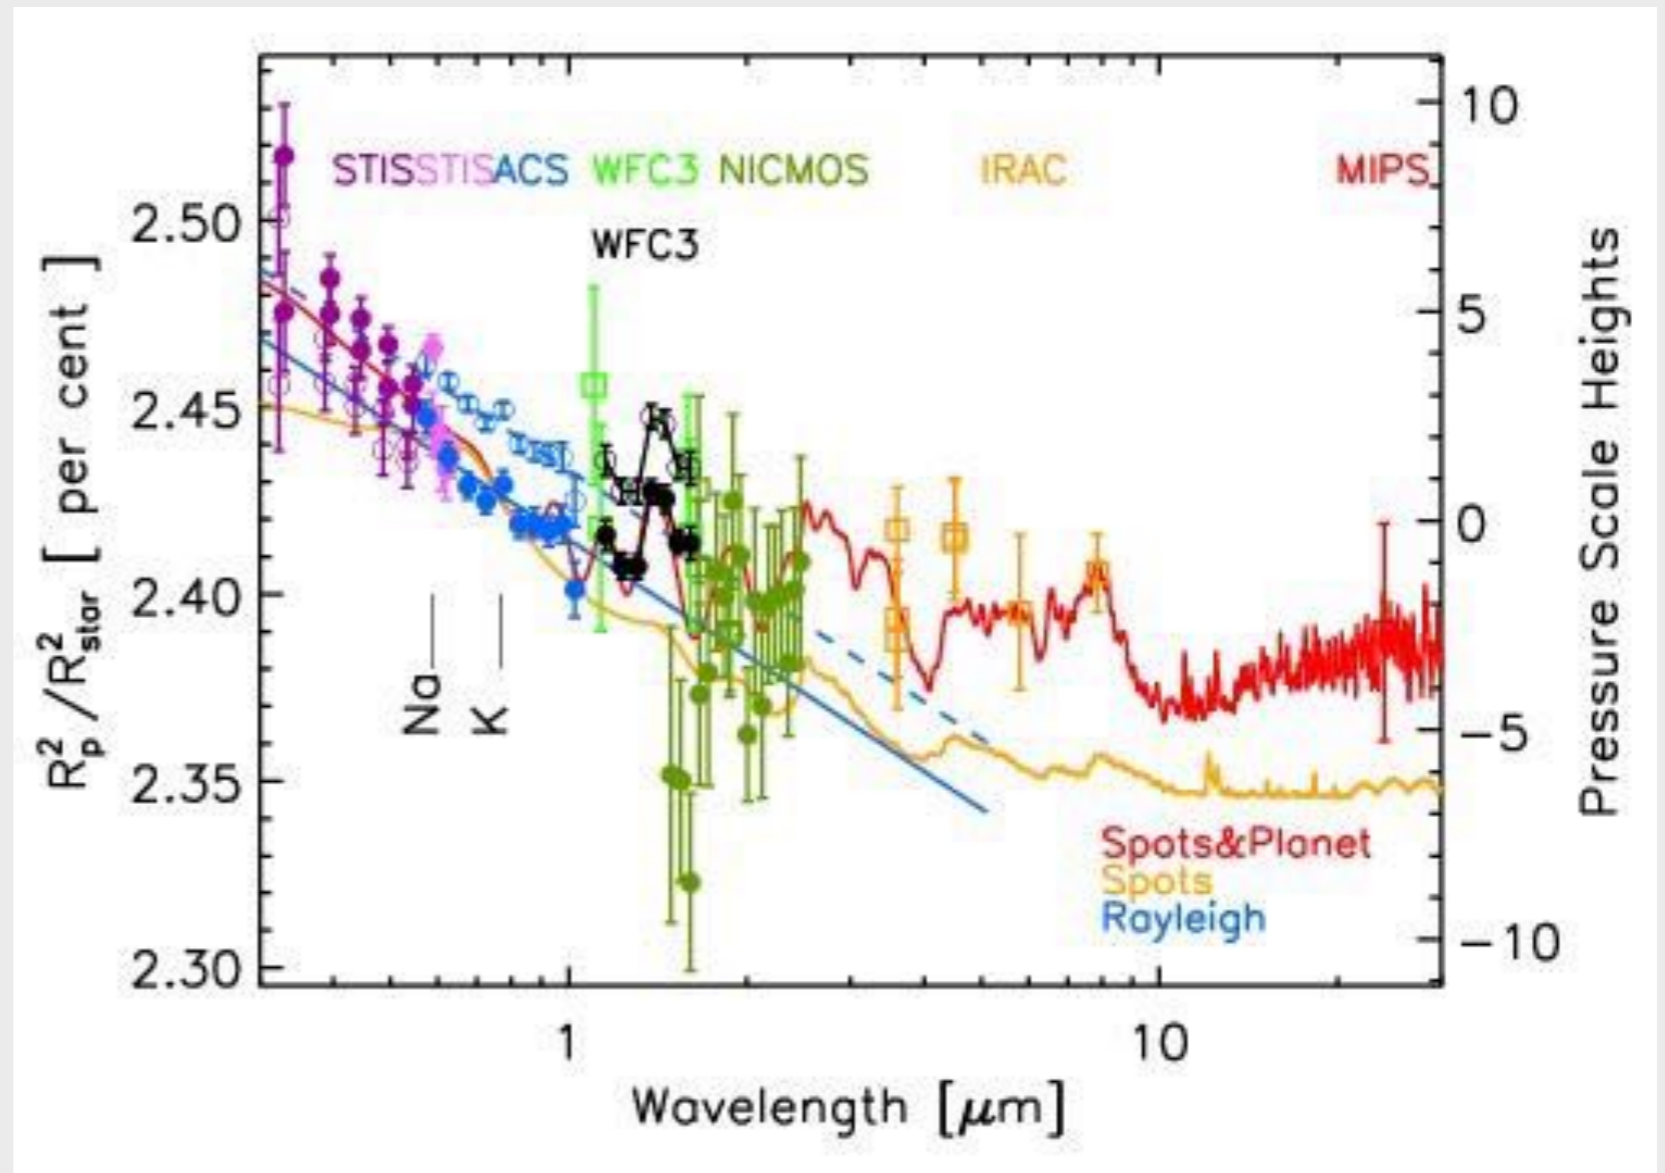 STIS STIS ACS WFC3 NICMOS IRAC MIPS
WFC3
10
5
0
−5
−10
2.50
2.45
2.40
2.35
2.30
R²p/R²star [ per cent ]
Pressure Scale Heights
Na
K
Spots&Planet
Spots
Rayleigh
1
10
Wavelength [μm]